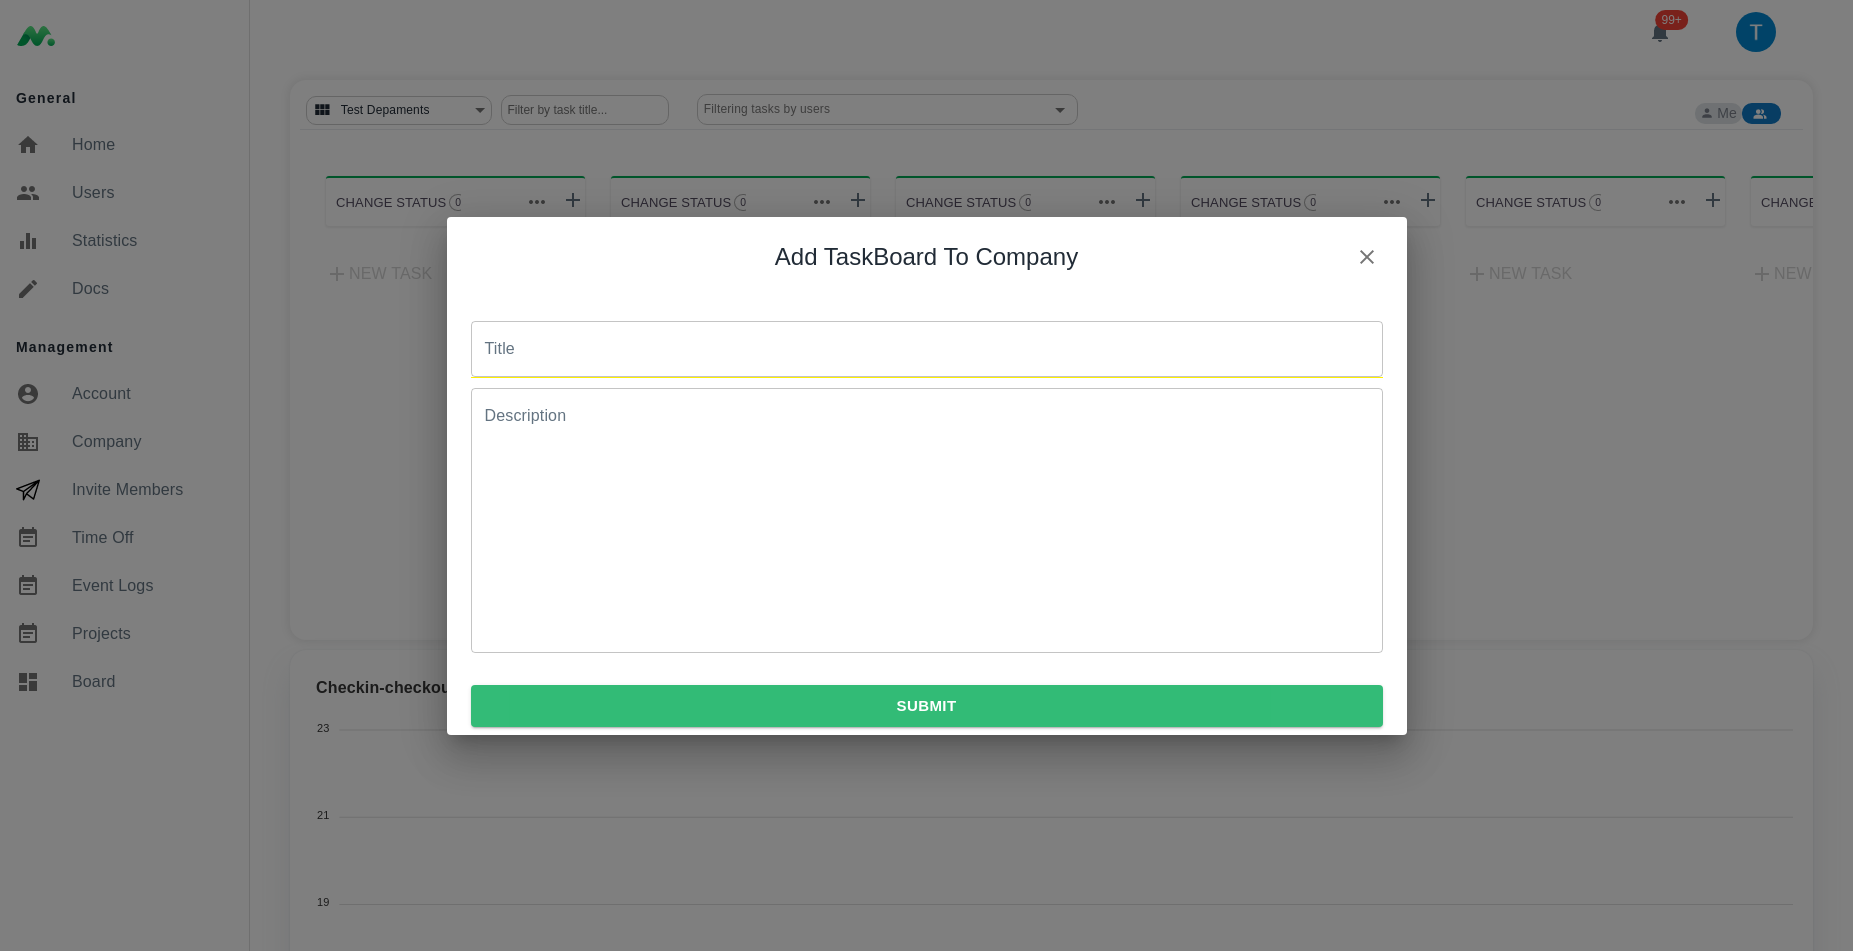 99+
T
General
Home
Users
Statistics
Docs
Management
Account
Company
Invite Members
Time Off
Event Logs
Projects
Board
Test Depaments
Filter by task title...
Filtering tasks by users
Me
CHANGE STATUS 0
CHANGE STATUS 0
CHANGE STATUS 0
CHANGE STATUS 0
CHANGE STATUS 0
CHANGE
NEW TASK
NEW TASK
NEW
Add TaskBoard To Company
Title
Description
SUBMIT
Checkin-checkou
23
21
19